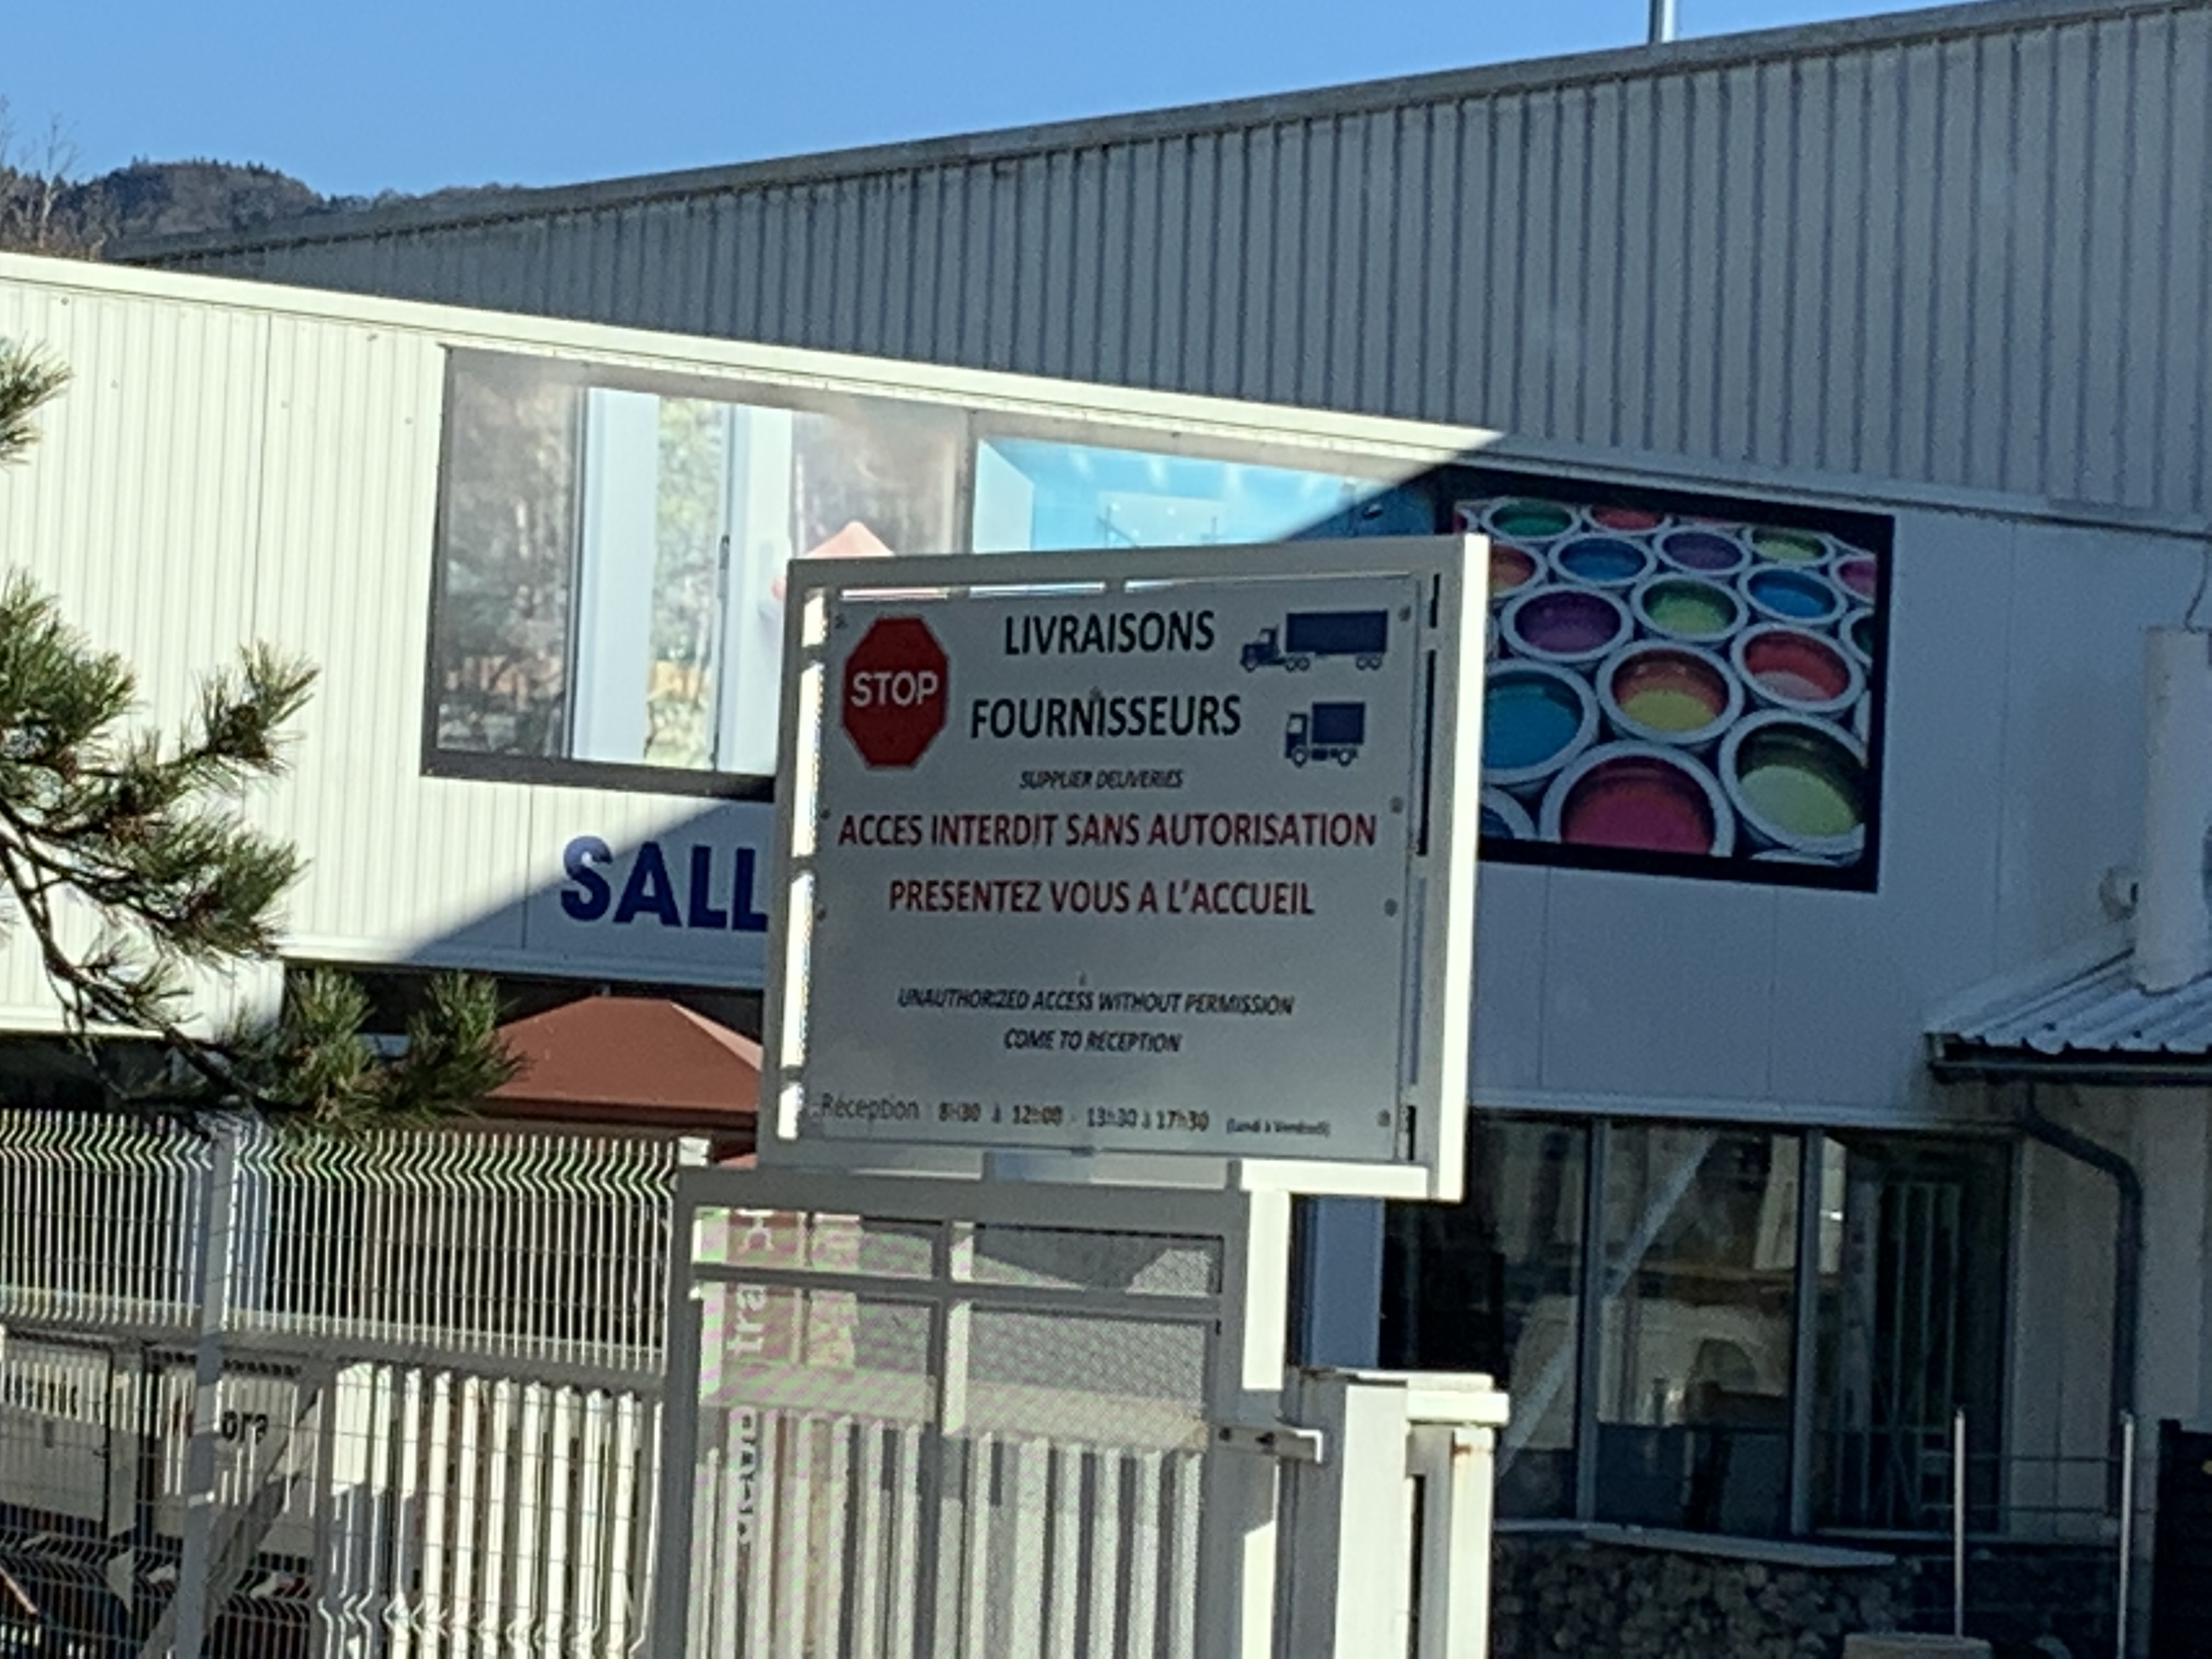 STOP
LIVRAISONS
FOURNISSEURS
SUPPLIER DELIVERIES
ACCES INTERDIT SANS AUTORISATION
PRESENTEZ VOUS A L'ACCUEIL
UNAUTHORIZED ACCESS WITHOUT PERMISSION
COME TO RECEPTION
Réception 8H30 à 12h00 - 13h30 à 17h30 (Lundi à Vendredi)
SALL